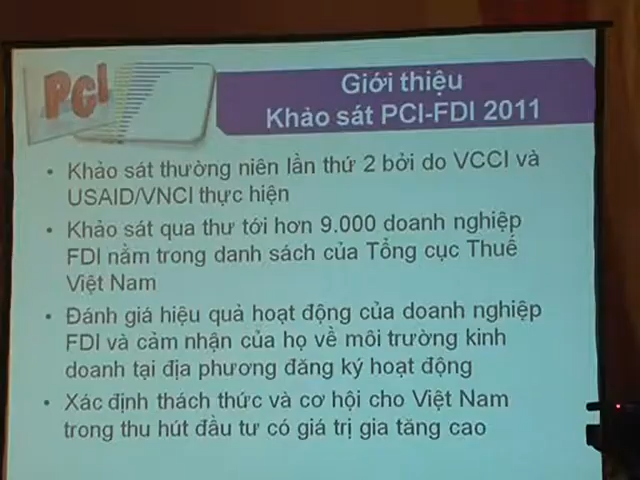 PCI
Giới thiệu
Khảo sát PCI-FDI 2011
• Khảo sát thường niên lần thứ 2 bởi do VCCI và
USAID/VNCI thực hiện
• Khảo sát qua thư tới hơn 9.000 doanh nghiệp
FDI nằm trong danh sách của Tổng cục Thuế
Việt Nam
• Đánh giá hiệu quả hoạt động của doanh nghiệp
FDI và cảm nhận của họ về môi trường kinh
doanh tại địa phương đăng ký hoạt động
• Xác định thách thức và cơ hội cho Việt Nam
trong thu hút đầu tư có giá trị gia tăng cao